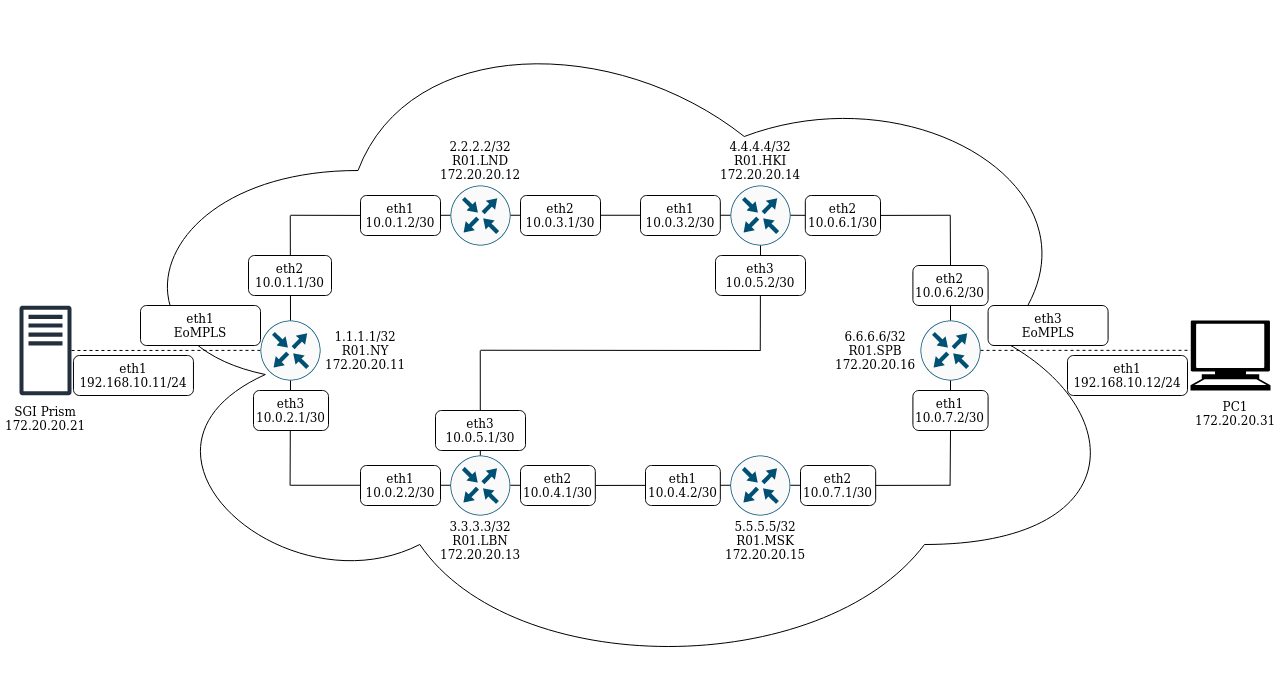 2.2.2.2/32
R01.LND
172.20.20.12
4.4.4.4/32
R01.HKI
172.20.20.14
eth1
10.0.1.2/30
eth2
10.0.3.1/30
eth1
10.0.3.2/30
eth2
10.0.6.1/30
eth2
10.0.1.1/30
eth3
10.0.5.2/30
eth2
10.0.6.2/30
eth1
EoMPLS
1.1.1.1/32
R01.NY
172.20.20.11
6.6.6.6/32
R01.SPB
172.20.20.16
eth3
EoMPLS
eth1
192.168.10.11/24
eth1
192.168.10.12/24
SGI Prism
172.20.20.21
PC1
172.20.20.31
eth3
10.0.2.1/30
eth3
10.0.5.1/30
eth1
10.0.7.2/30
eth1
10.0.2.2/30
eth2
10.0.4.1/30
eth1
10.0.4.2/30
eth2
10.0.7.1/30
3.3.3.3/32
R01.LBN
172.20.20.13
5.5.5.5/32
R01.MSK
172.20.20.15